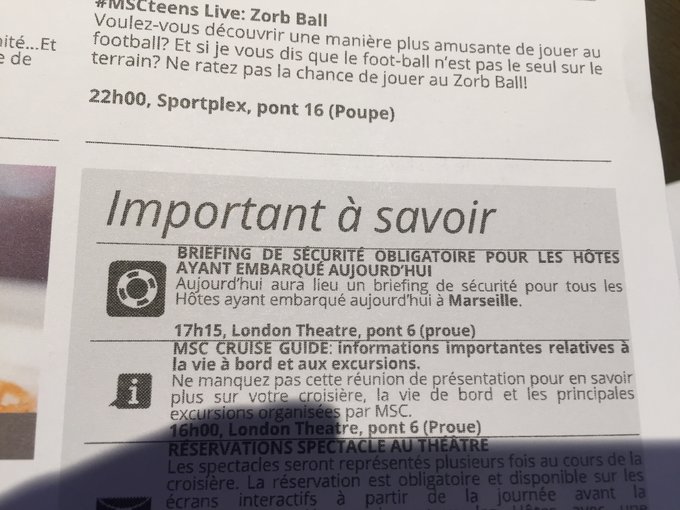 #MSCteens Live: Zorb Ball
Voulez-vous découvrir une manière plus amusante de jouer au
football? Et si je vous dis que le foot-ball n'est pas le seul sur le
terrain? Ne ratez pas la chance de jouer au Zorb Ball!
22h00, Sportplex, pont 16 (Poupe)
ité...Et
e de
Important à savoir
BRIEFING DE SÉCURITÉ OBLIGATOIRE POUR LES HÔTES
AYANT EMBARQUÉ AUJOURD'HUI
Aujourd'hui aura lieu un briefing de sécurité pour tous les
Hôtes ayant embarqué aujourd'hui à Marseille.
17h15, London Theatre, pont 6 (proue)
MSC CRUISE GUIDE: informations importantes relatives à
la vie à bord et aux excursions.
Ne manquez pas cette réunion de présentation pour en savoir
plus sur votre croisière, la vie de bord et les principales
excursions organisées par MSC.
16h00, London Theatre, pont 6 (Proue)
RÉSERVATIONS SPECTACLE AU THÉÂTRE
Les spectacles seront représentés plusieurs fois au cours de la
croisière. La réservation est obligatoire et disponible sur les
écrans interactifs à partir de la journée avant la